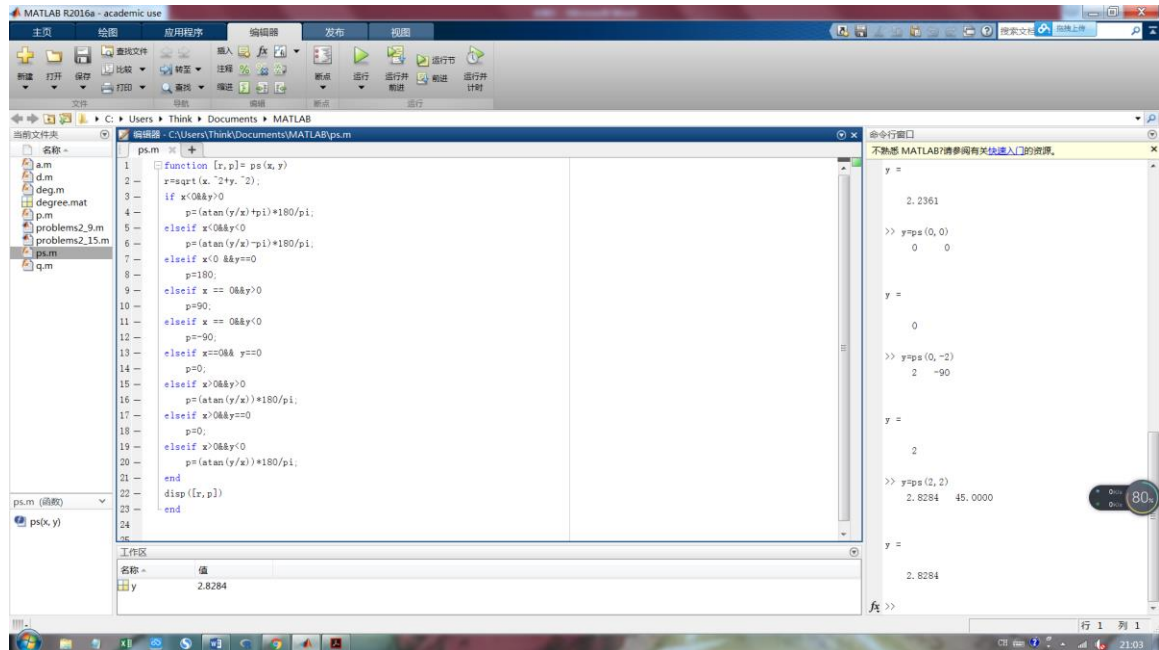 MATLAB R2016a - academic use
主页 绘图 应用程序 编辑器 发布 视图
搜索文档
拖拽上传
新建 打开 保存
查找文件
比较
打印
转至
查找
插入
fx
注释
缩进
断点
运行
运行并
前进
运行节
前进
运行并
计时
文件 导航 编辑 断点 运行
C: Users Think Documents MATLAB
当前文件夹
名称
a.m
d.m
deg.m
degree.mat
p.m
problems2_9.m
problems2_15.m
ps.m
q.m
ps.m (函数)
ps(x, y)
编辑器 - C:\Users\Think\Documents\MATLAB\ps.m
ps.m
1 function [r,p]= ps(x,y)
2 r=sqrt(x.^2+y.^2);
3 if x<0&&y>0
4 p=(atan(y/x)+pi)*180/pi;
5 elseif x<0&&y<0
6 p=(atan(y/x)-pi)*180/pi;
7 elseif x<0 &&y==0
8 p=180;
9 elseif x == 0&&y>0
10 p=90;
11 elseif x == 0&&y<0
12 p=-90;
13 elseif x==0&& y==0
14 p=0;
15 elseif x>0&&y>0
16 p=(atan(y/x))*180/pi;
17 elseif x>0&&y==0
18 p=0;
19 elseif x>0&&y<0
20 p=(atan(y/x))*180/pi;
21 end
22 disp([r,p])
23 end
24
25
工作区
名称 值
y 2.8284
命令行窗口
不熟悉 MATLAB?请参阅有关快速入门的资源。
y =
2.2361
>> y=ps(0,0)
0 0
y =
0
>> y=ps(0,-2)
2 -90
y =
2
>> y=ps(2,2)
2.8284 45.0000
y =
2.8284
fx >>
80%
行 1 列 1
CH
21:03